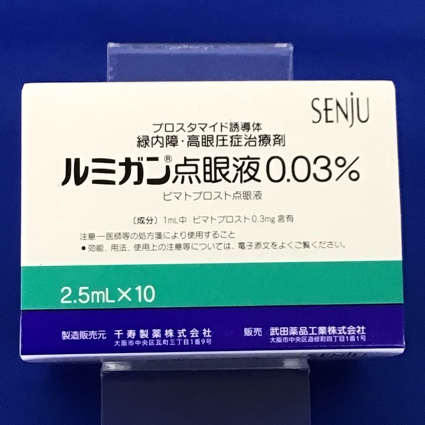 SENJU
プロスタマイド誘導体
緑内障・高眼圧症治療剤
ルミガン®点眼液0.03%
ビマトプロスト点眼液
〔成分〕1mL中 ビマトプロスト0.3mg含有
注意－医師等の処方箋により使用すること
●効能、用法、使用上の注意等については、電子添文をよくご覧ください。
2.5mL×10
製造販売元 千寿製薬株式会社
大阪市中央区瓦町三丁目1番9号
販売 武田薬品工業株式会社
大阪市中央区道修町四丁目1番1号